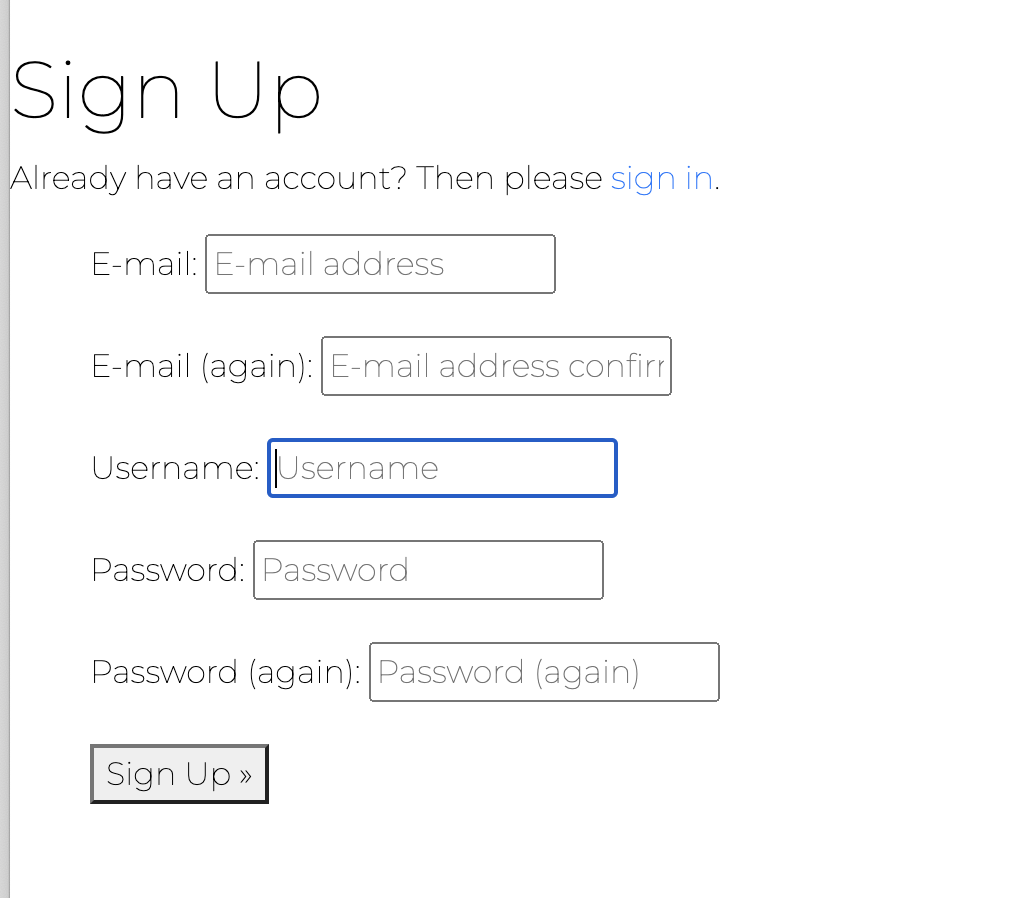 Sign Up
Already have an account? Then please sign in.
E-mail: E-mail address
E-mail (again): E-mail address confir
Username: Username
Password: Password
Password (again): Password (again)
Sign Up »